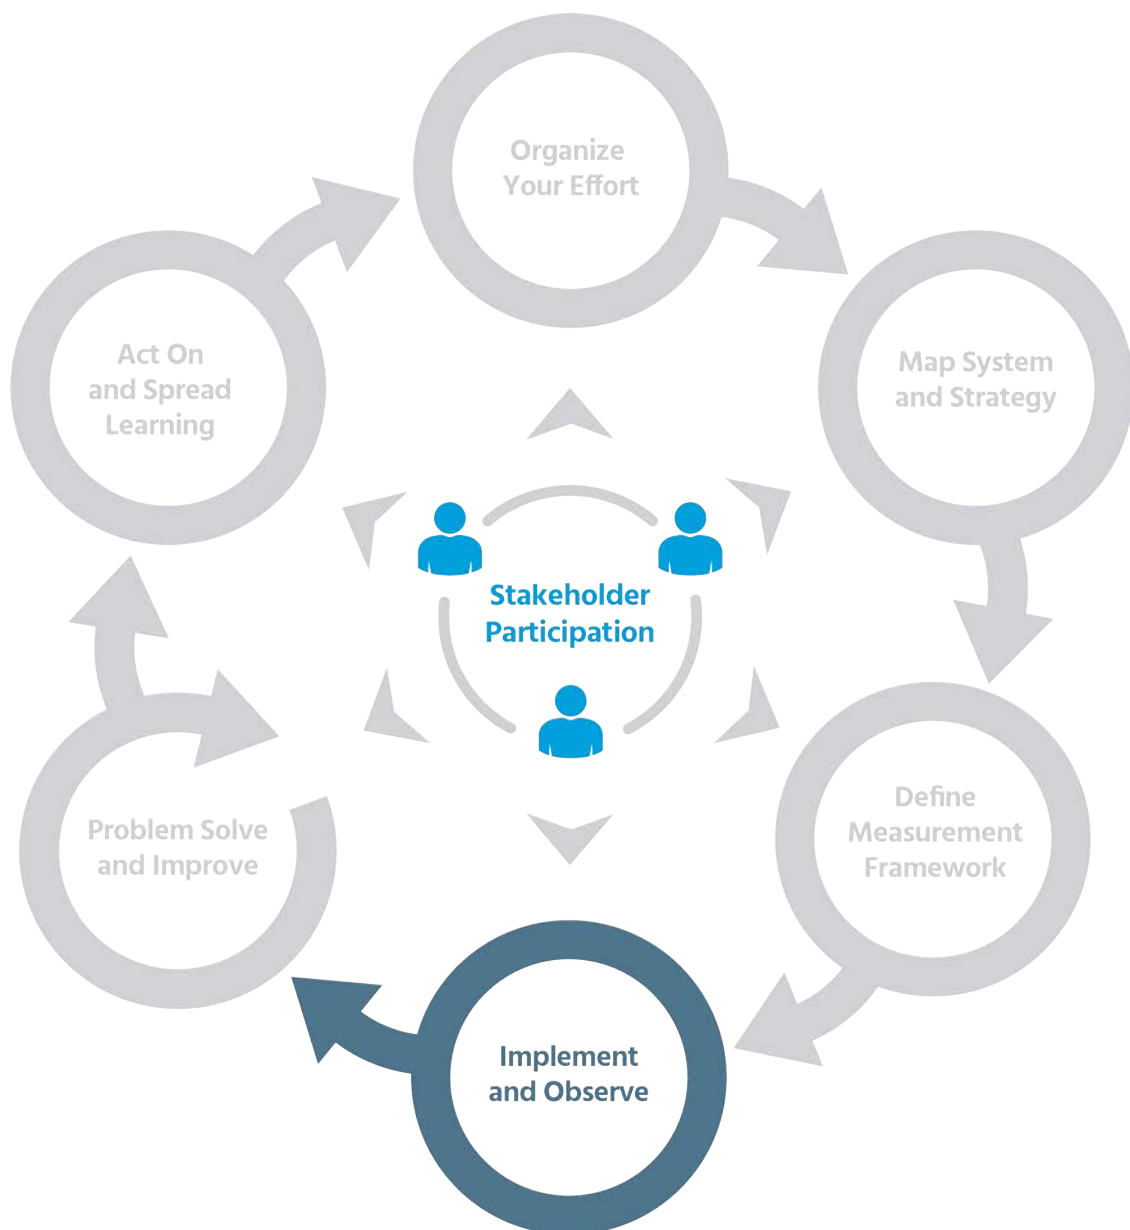 Organize
Your Effort
Map System
and Strategy
Define
Measurement
Framework
Implement
and Observe
Problem Solve
and Improve
Act On
and Spread
Learning
Stakeholder
Participation